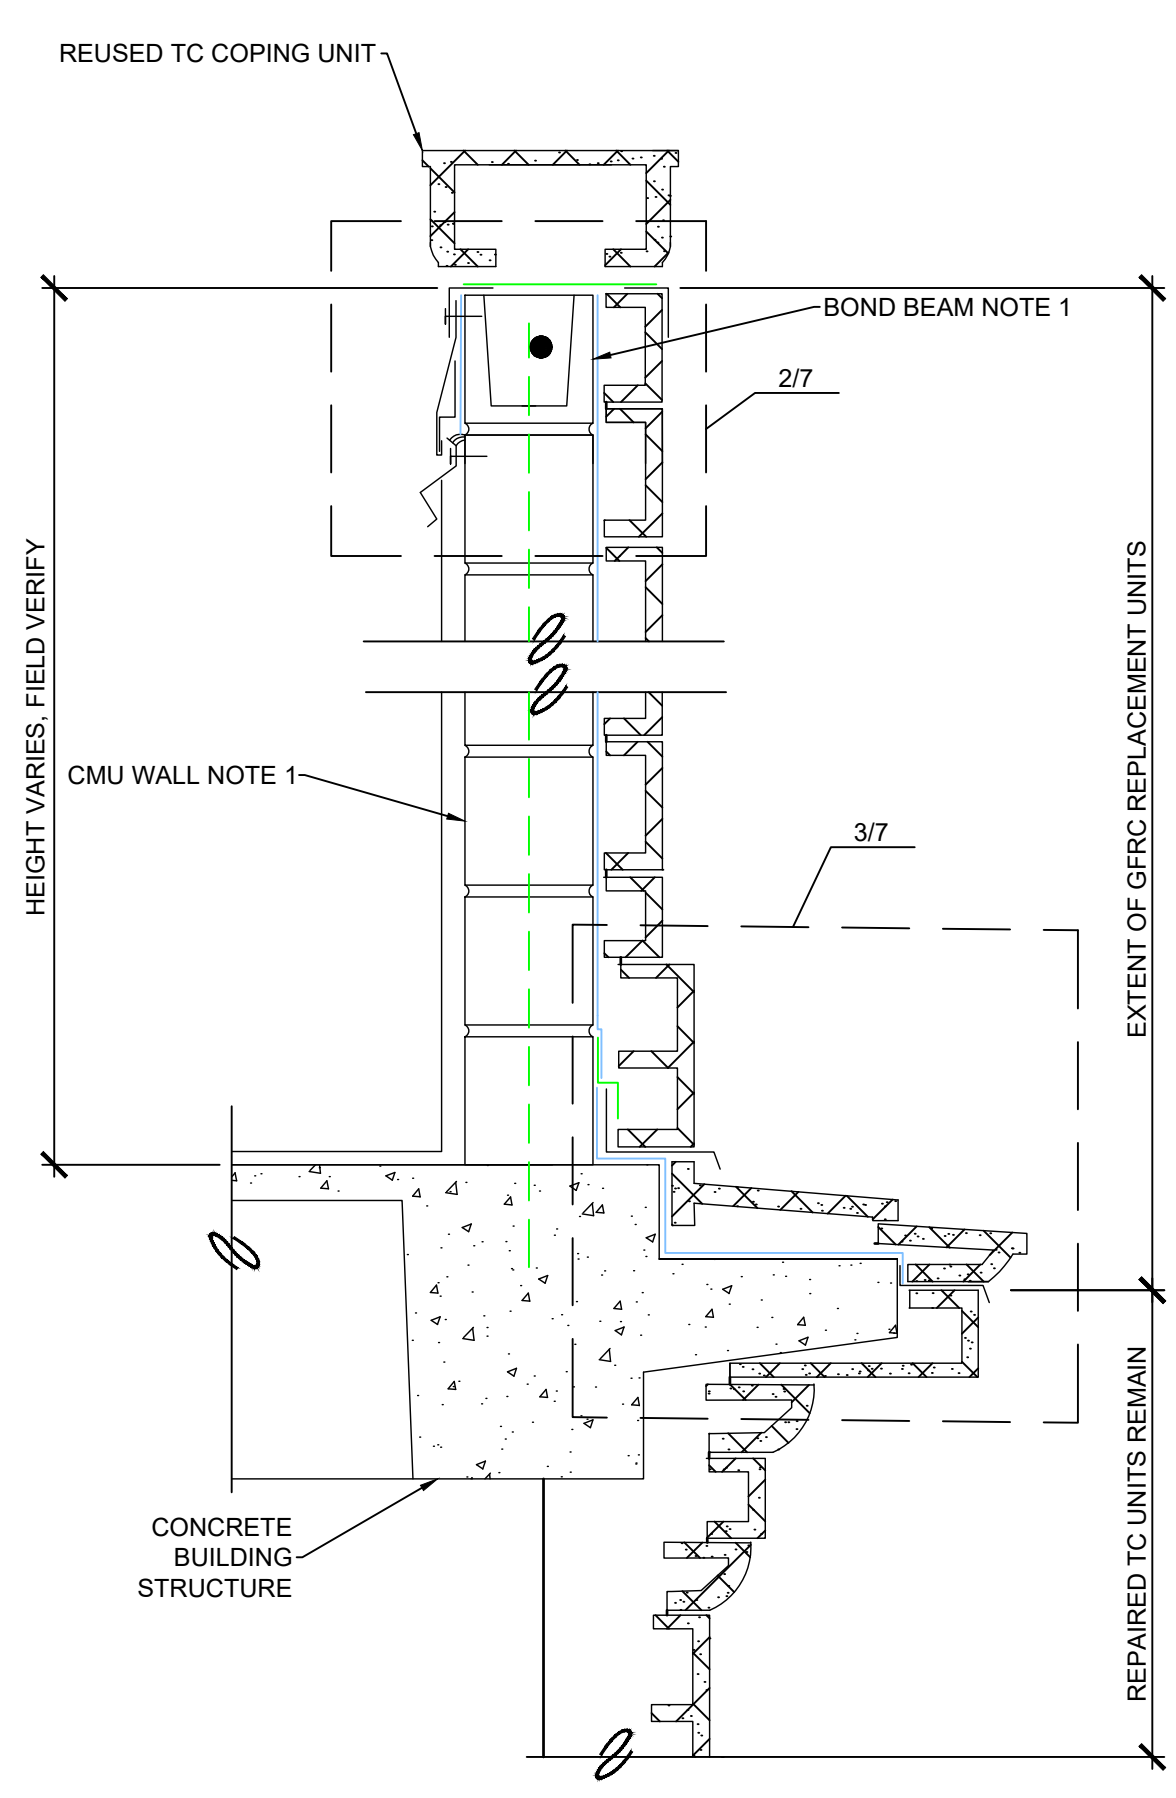 REUSED TC COPING UNIT
BOND BEAM NOTE 1
2/7
HEIGHT VARIES, FIELD VERIFY
EXTENT OF GFRC REPLACEMENT UNITS
CMU WALL NOTE 1
3/7
REPAIRED TC UNITS REMAIN
CONCRETE
BUILDING
STRUCTURE